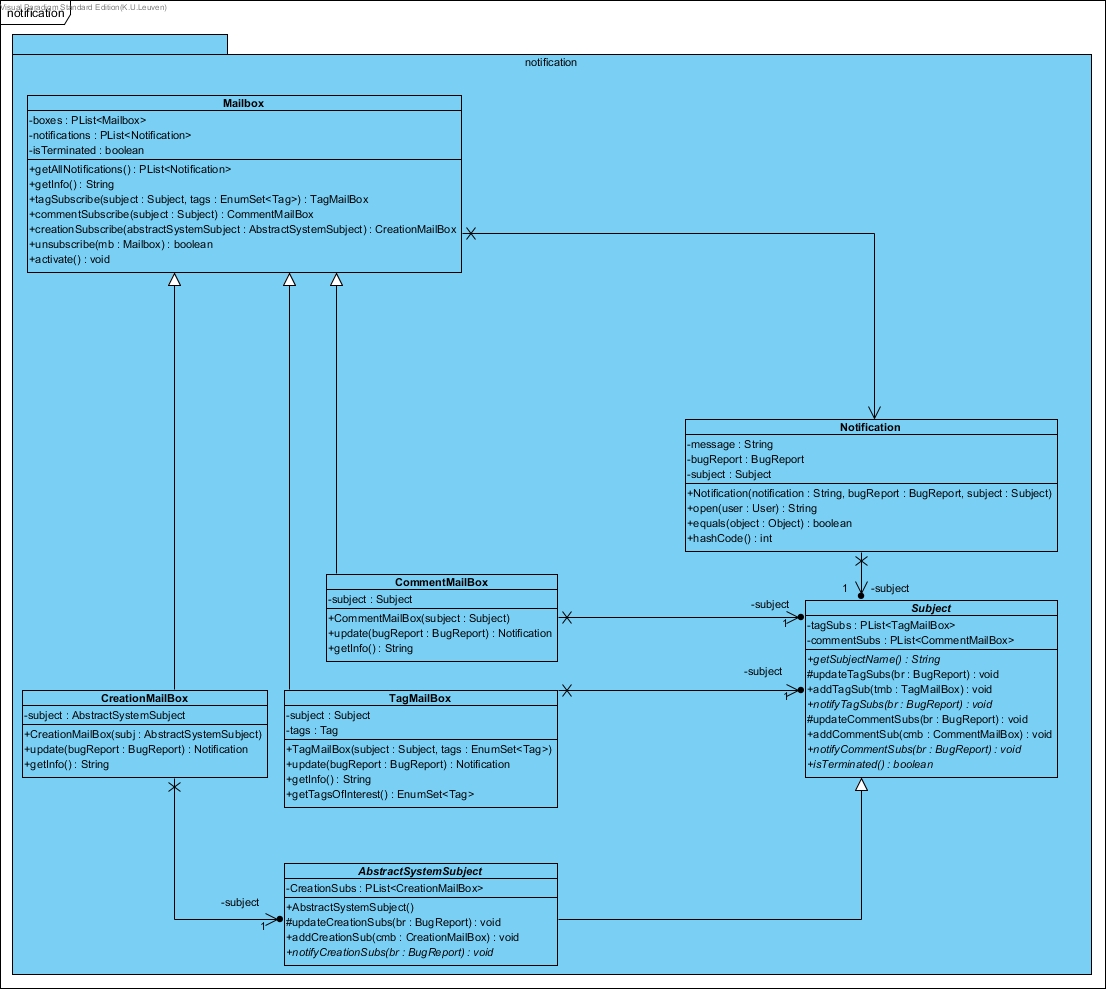 Visual Paradigm Standard Edition(K.U.Leuven)
notification
notification
Mailbox
-boxes : PList<Mailbox>
-notifications : PList<Notification>
-isTerminated : boolean
+getAllNotifications() : PList<Notification>
+getInfo() : String
+tagSubscribe(subject : Subject, tags : EnumSet<Tag>) : TagMailBox
+commentSubscribe(subject : Subject) : CommentMailBox
+creationSubscribe(abstractSystemSubject : AbstractSystemSubject) : CreationMailBox
+unsubscribe(mb : Mailbox) : boolean
+activate() : void
Notification
-message : String
-bugReport : BugReport
-subject : Subject
+Notification(notification : String, bugReport : BugReport, subject : Subject)
+open(user : User) : String
+equals(object : Object) : boolean
+hashCode() : int
1
-subject
CommentMailBox
-subject : Subject
+CommentMailBox(subject : Subject)
+update(bugReport : BugReport) : Notification
+getInfo() : String
-subject
1
Subject
-tagSubs : PList<TagMailBox>
-commentSubs : PList<CommentMailBox>
+getSubjectName() : String
#updateTagSubs(br : BugReport) : void
+addTagSub(tmb : TagMailBox) : void
+notifyTagSubs(br : BugReport) : void
#updateCommentSubs(br : BugReport) : void
+addCommentSub(cmb : CommentMailBox) : void
+notifyCommentSubs(br : BugReport) : void
+isTerminated() : boolean
-subject
1
CreationMailBox
-subject : AbstractSystemSubject
+CreationMailBox(subj : AbstractSystemSubject)
+update(bugReport : BugReport) : Notification
+getInfo() : String
TagMailBox
-subject : Subject
-tags : Tag
+TagMailBox(subject : Subject, tags : EnumSet<Tag>)
+update(bugReport : BugReport) : Notification
+getInfo() : String
+getTagsOfInterest() : EnumSet<Tag>
-subject
1
AbstractSystemSubject
-CreationSubs : PList<CreationMailBox>
+AbstractSystemSubject()
#updateCreationSubs(br : BugReport) : void
+addCreationSub(cmb : CreationMailBox) : void
+notifyCreationSubs(br : BugReport) : void